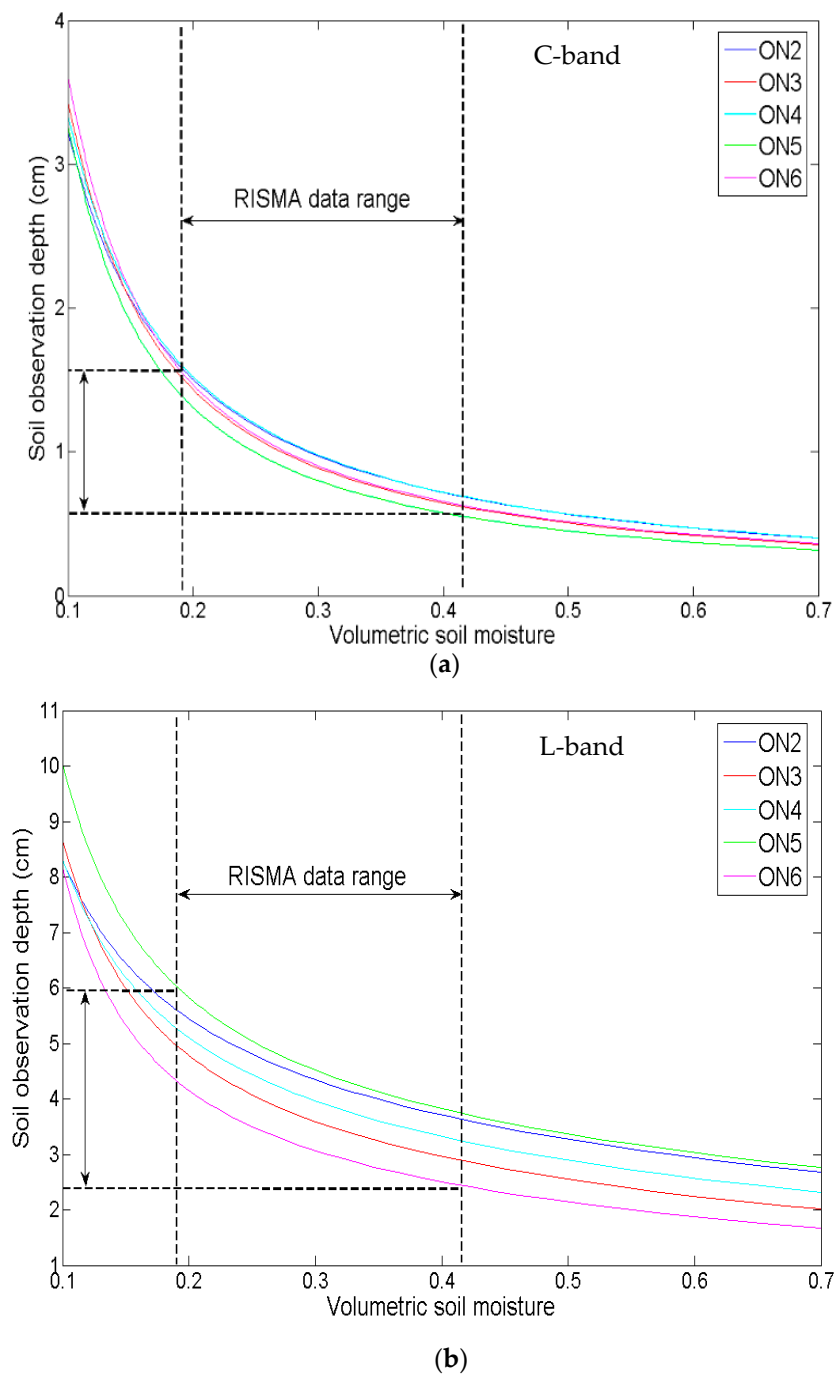 4
C-band
ON2
ON3
ON4
ON5
ON6
3
RISMA data range
2
1
0
Soil observation depth (cm)
0.1 0.2 0.3 0.4 0.5 0.6 0.7
Volumetric soil moisture
(a)
11
L-band
ON2
ON3
ON4
ON5
ON6
10
9
8
RISMA data range
7
6
5
4
3
2
1
Soil observation depth (cm)
0.1 0.2 0.3 0.4 0.5 0.6 0.7
Volumetric soil moisture
(b)